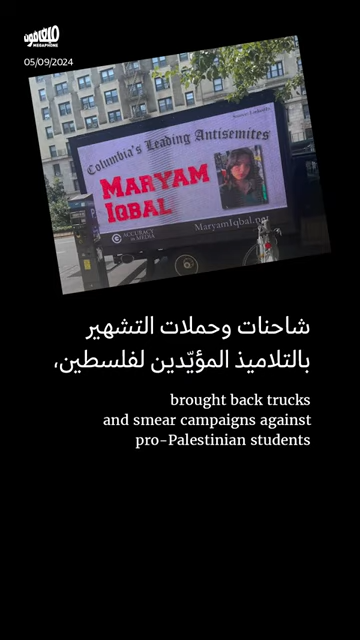 ميغافون
MEGAPHONE
05/09/2024
Columbia's Leading Antisemites
MARYAM
IQBAL
ACCURACY
IN MEDIA
MaryamIqbal.net
شاحنات وحملات التشهير
بالتلاميذ المؤيّدين لفلسطين،
brought back trucks
and smear campaigns against
pro-Palestinian students